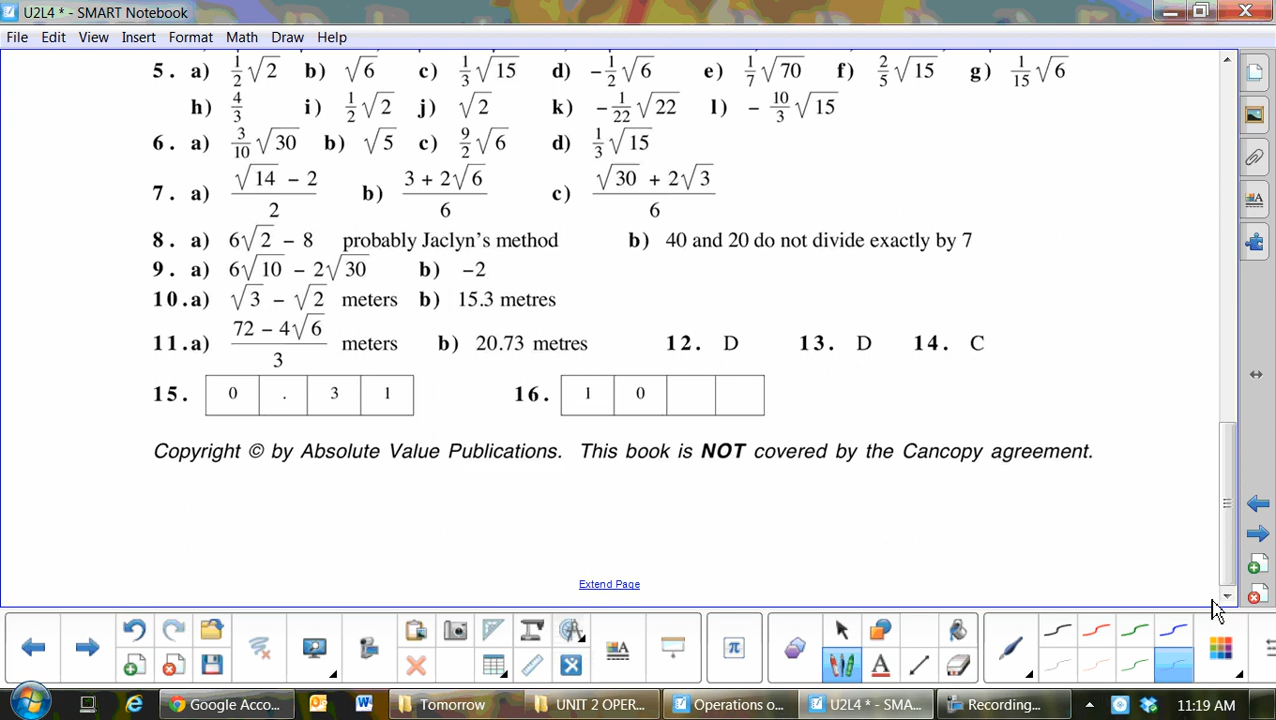 U2L4 * - SMART Notebook
File Edit View Insert Format Math Draw Help
5. a) 1/2 √2 b) √6 c) 1/3 √15 d) -1/2 √6 e) 1/7 √70 f) 2/5 √15 g) 1/15 √6
h) 4/3 i) 1/2 √2 j) √2 k) -1/22 √22 l) - 10/3 √15
6. a) 3/10 √30 b) √5 c) 9/2 √6 d) 1/3 √15
7. a) (√14 - 2)/2 b) (3 + 2√6)/6 c) (√30 + 2√3)/6
8. a) 6√2 - 8 probably Jaclyn's method b) 40 and 20 do not divide exactly by 7
9. a) 6√10 - 2√30 b) -2
10.a) √3 - √2 meters b) 15.3 metres
11.a) (72 - 4√6)/3 meters b) 20.73 metres 12. D 13. D 14. C
15. 0 . 3 1 16. 1 0
Copyright © by Absolute Value Publications. This book is NOT covered by the Cancopy agreement.
Extend Page
π
A
Google Acco... Tomorrow UNIT 2 OPER... Operations o... U2L4 * - SMA... Recording... 11:19 AM